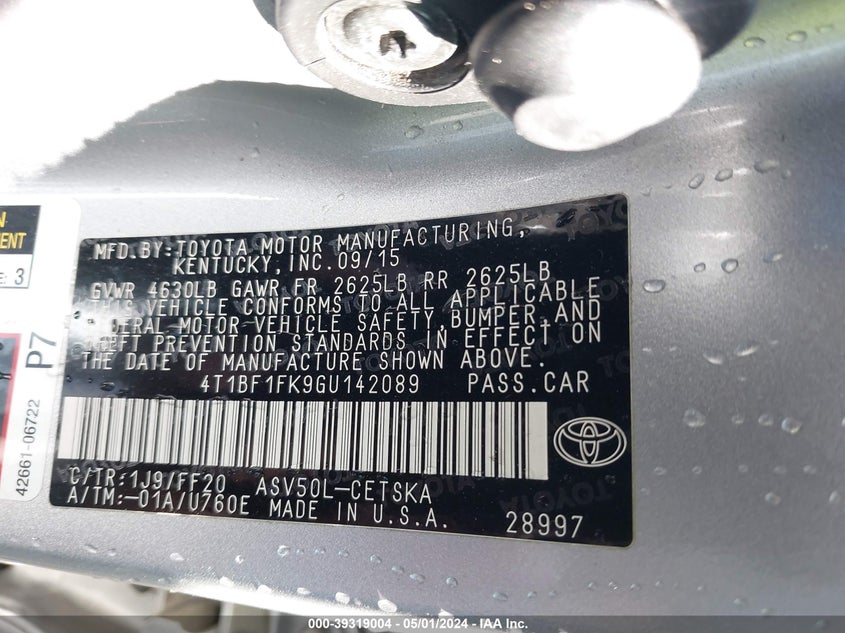 MFD.BY:TOYOTA MOTOR MANUFACTURING,
KENTUCKY, INC.09/15
GVWR 4630LB GAWR FR 2625LB RR 2625LB
THIS VEHICLE CONFORMS TO ALL APPLICABLE
FEDERAL MOTOR VEHICLE SAFETY,BUMPER, AND
THEFT PREVENTION STANDARDS IN EFFECT ON
THE DATE OF MANUFACTURE SHOWN ABOVE.
4T1BF1FK9GU142089 PASS.CAR
C/TR:1J9/FF20 ASV50L-CETSKA
A/TM:-01A/U760E MADE IN U.S.A.
28997
3
P7
42661-06722
000-39319004 - 05/01/2024 - IAA Inc.